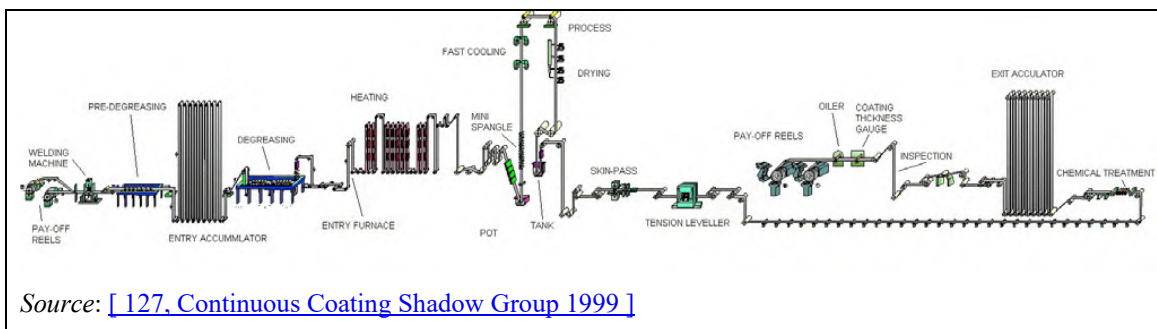 PROCESS
FAST COOLING
DRYING
EXIT ACCULATOR
PRE-DEGREASING
HEATING
OILER
COATING
THCKNESS
GAUGE
MINI
SPANGLE
PAY-OFF REELS
DEGREASING
WELDING
MACHINE
INSPECTION
SKIN-PASS
CHEMICAL TREATMENT
PAY-OFF
REELS
ENTRY ACCUMMLATOR
ENTRY FURNACE
POT
TANK
TENSION LEVELLER
Source: [ 127, Continuous Coating Shadow Group 1999 ]